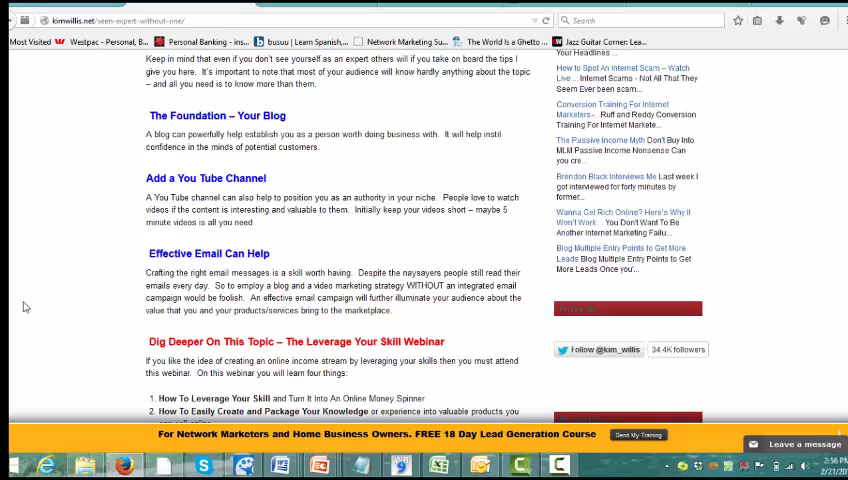 kimwillis.net/seen-expert-without-one/
Search
Most Visited
Westpac - Personal, B...
Personal Banking - ins...
busuu | Learn Spanish,...
Network Marketing Su...
The World Is a Ghetto ...
Jazz Guitar Corner: Lea...
Keep in mind that even if you don't see yourself as an expert others will if you take on board the tips I
give you here. It's important to note that most of your audience will know hardly anything about the topic
– and all you need is to know more than them.
The Foundation – Your Blog
A blog can powerfully help establish you as a person worth doing business with. It will help instil
confidence in the minds of potential customers.
Add a You Tube Channel
A You Tube channel can also help to position you as an authority in your niche. People love to watch
videos if the content is interesting and valuable to them. Initially keep your videos short – maybe 5
minute videos is all you need
Effective Email Can Help
Crafting the right email messages is a skill worth having. Despite the naysayers people still read their
emails every day. So to employ a blog and a video marketing strategy WITHOUT an integrated email
campaign would be foolish. An effective email campaign will further illuminate your audience about the
value that you and your products/services bring to the marketplace.
Dig Deeper On This Topic – The Leverage Your Skill Webinar
If you like the idea of creating an online income stream by leveraging your skills then you must attend
this webinar. On this webinar you will learn four things:
1. How To Leverage Your Skill and Turn It Into An Online Money Spinner
2. How To Easily Create and Package Your Knowledge or experience into valuable products you
Your Headlines ...
How to Spot An Internet Scam – Watch
Live ... Internet Scams - Not All That They
Seem Ever been scam...
Conversion Training For Internet
Marketers-.. Ruff and Reddy Conversion
Training For Internet Markete...
The Passive Income Myth Don't Buy Into
MLM Passive Income Nonsense Can
you cre...
Brendon Black Interviews Me Last week I
got interviewed for forty minutes by
former...
Wanna Get Rich Online? Here's Why It
Won't Work ... You Don't Want To Be
Another Internet Marketing Failu...
Blog Multiple Entry Points to Get More
Leads Blog Multiple Entry Points to Get
More Leads Once you'...
Follow @kim_willis
34.4K followers
For Network Marketers and Home Business Owners. FREE 18 Day Lead Generation Course
Send My Training
Leave a message
2:56 PM
2/21/201